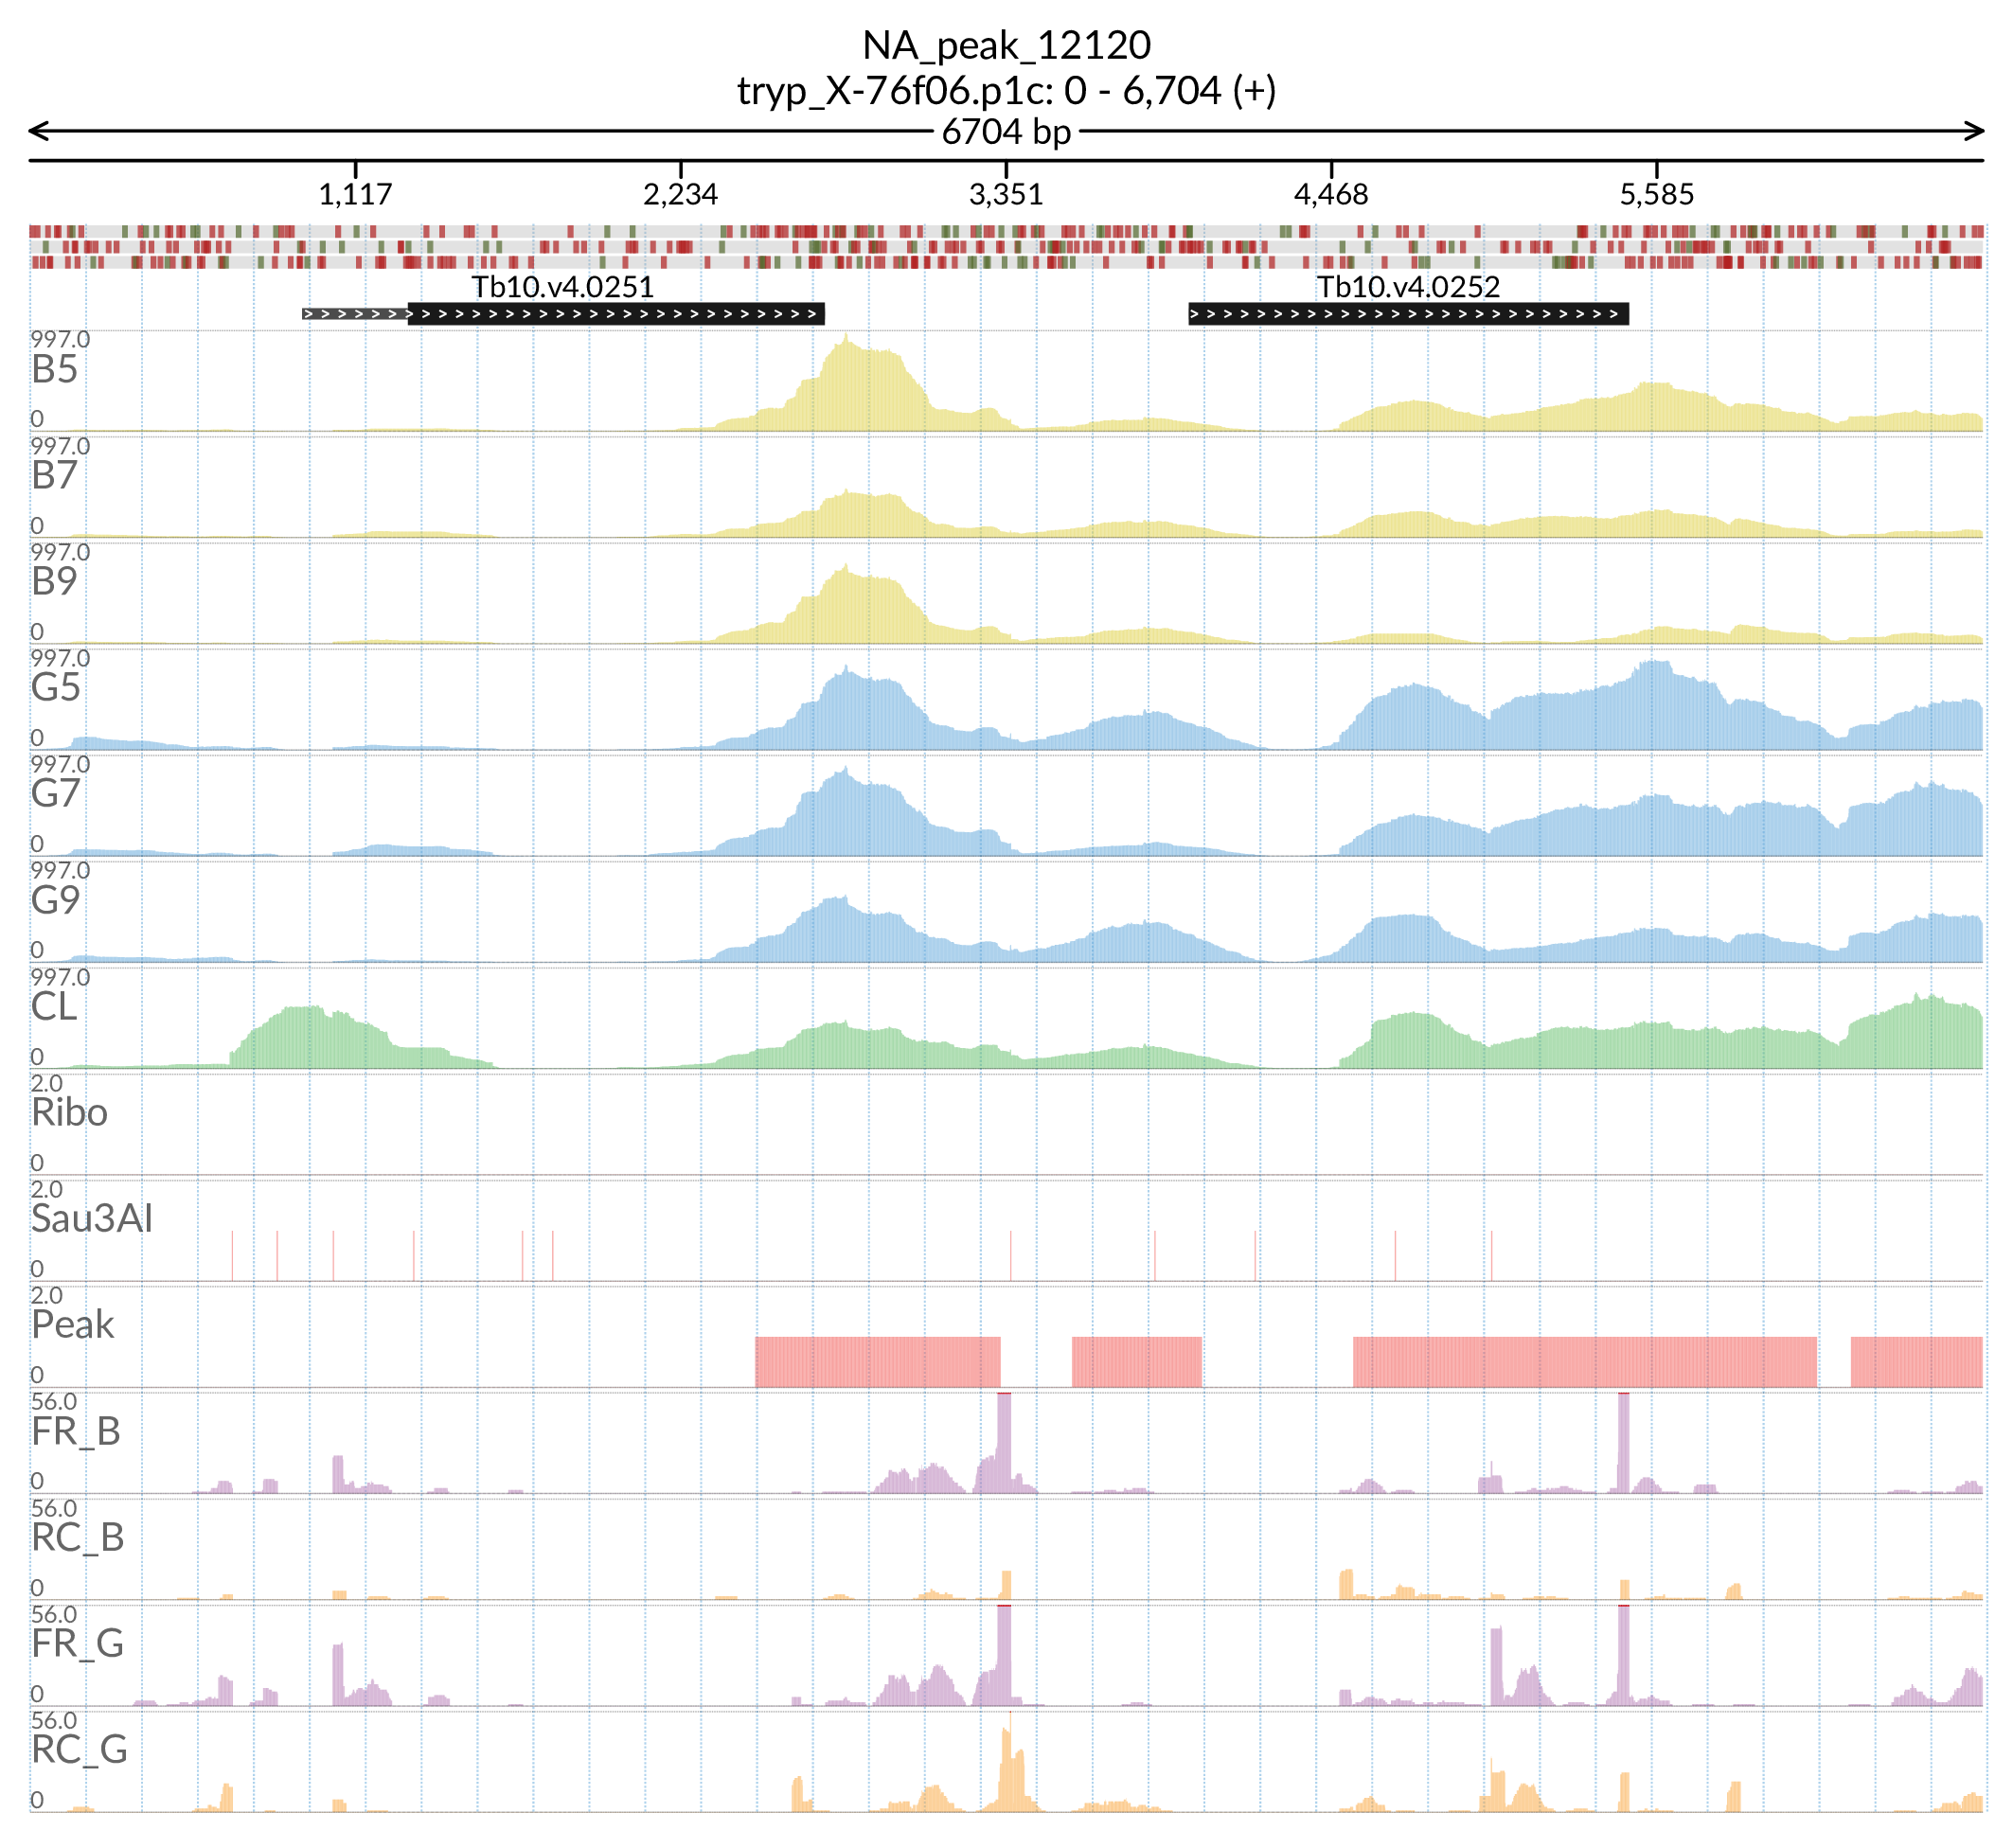 NA_peak_12120
tryp_X-76f06.p1c: 0 - 6,704 (+)
6704 bp
1,117 2,234 3,351 4,468 5,585
Tb10.v4.0251 Tb10.v4.0252
997.0
B5
0
997.0
B7
0
997.0
B9
0
997.0
G5
0
997.0
G7
0
997.0
G9
0
997.0
CL
0
2.0
Ribo
0
2.0
Sau3AI
0
2.0
Peak
0
56.0
FR_B
0
56.0
RC_B
0
56.0
FR_G
0
56.0
RC_G
0